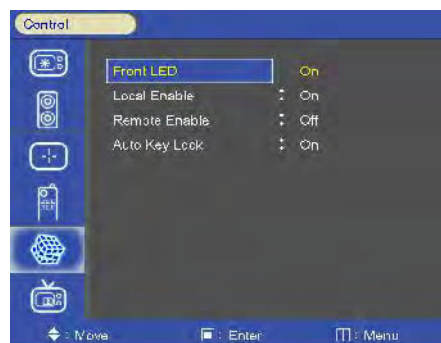 Control
Front LED On
Local Enable : On
Remote Enable : Off
Auto Key Lock : On
: Move : Enter : Menu